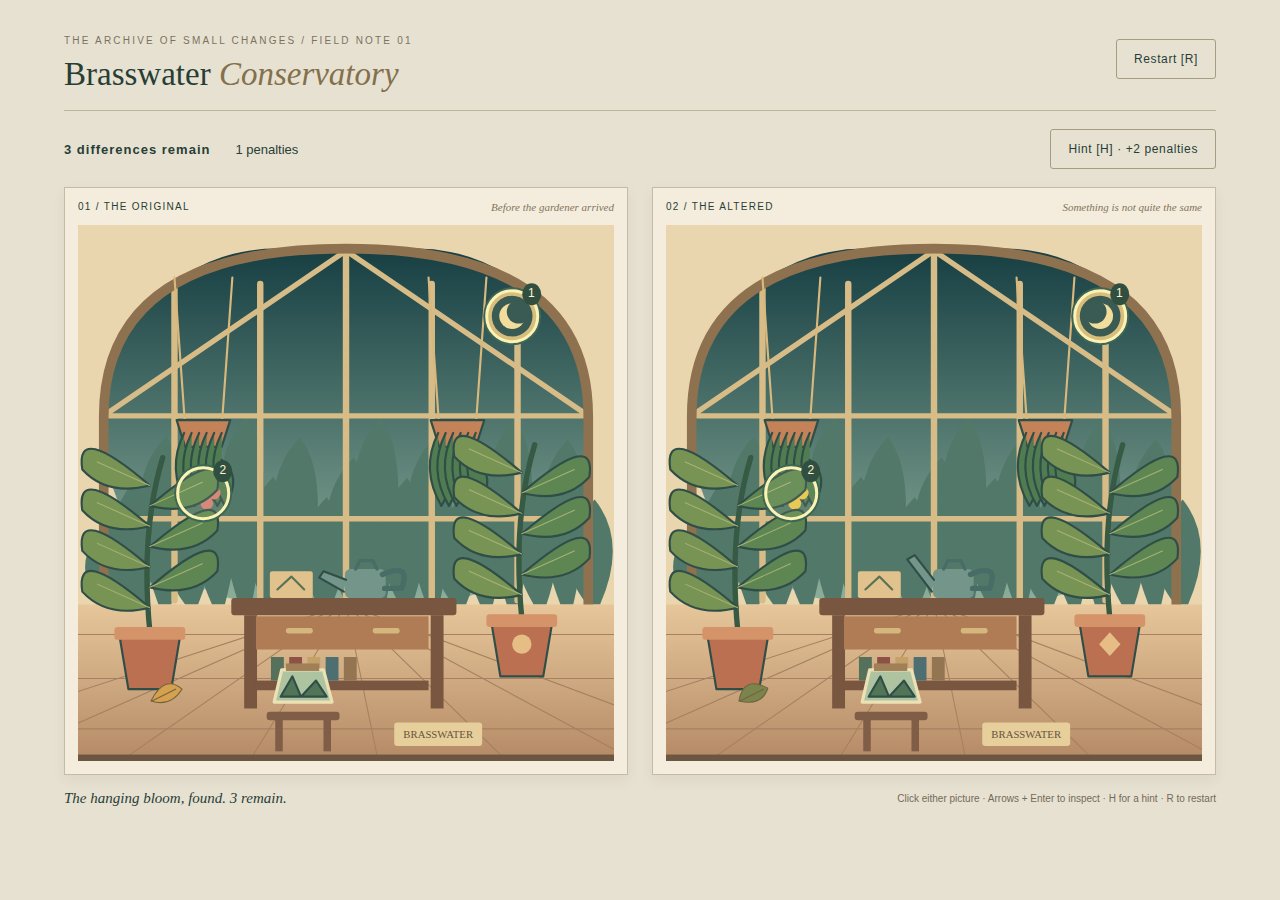 THE ARCHIVE OF SMALL CHANGES / FIELD NOTE 01
Brasswater Conservatory
Restart [R]
3 differences remain 1 penalties
Hint [H] · +2 penalties
01 / THE ORIGINAL
Before the gardener arrived
02 / THE ALTERED
Something is not quite the same
1
2
BRASSWATER
1
2
BRASSWATER
The hanging bloom, found. 3 remain.
Click either picture · Arrows + Enter to inspect · H for a hint · R to restart